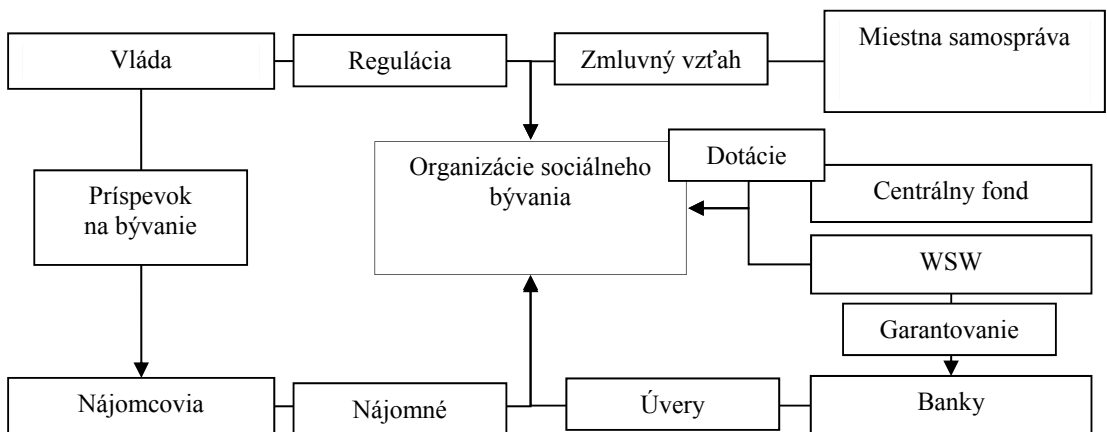 Vláda
Regulácia
Zmluvný vzťah
Miestna samospráva
Organizácie sociálneho
bývania
Dotácie
Centrálny fond
Príspevok
na bývanie
WSW
Garantovanie
Nájomcovia
Nájomné
Úvery
Banky